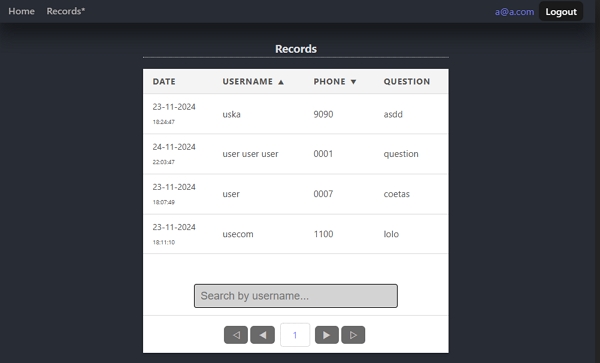 Home Records* a@a.com Logout
Records
DATE USERNAME ▲ PHONE ▼ QUESTION
23-11-2024
18:24:47
uska 9090 asdd
24-11-2024
22:03:47
user user user 0001 question
23-11-2024
18:07:49
user 0007 coetas
23-11-2024
18:11:10
usecom 1100 lolo
Search by username...
1